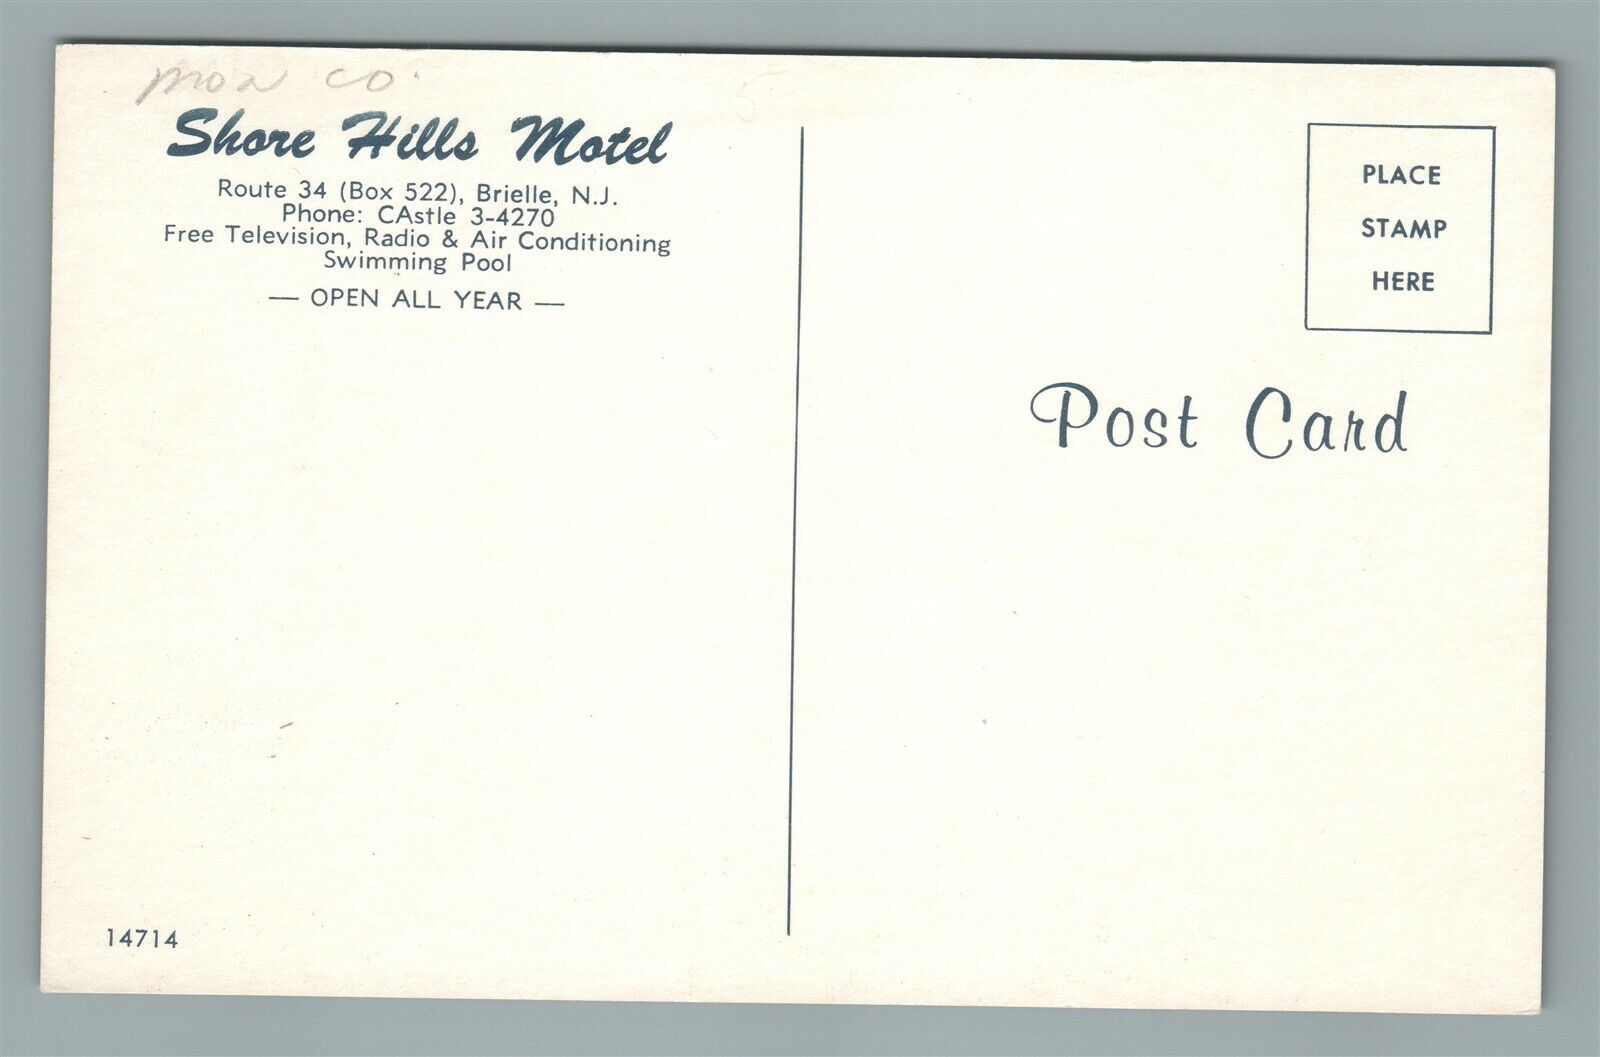 Mon Co.
5
Shore Hills Motel
Route 34 (Box 522), Brielle, N.J.
Phone: CAstle 3-4270
Free Television, Radio & Air Conditioning
Swimming Pool
— OPEN ALL YEAR —
14714
PLACE
STAMP
HERE
Post Card